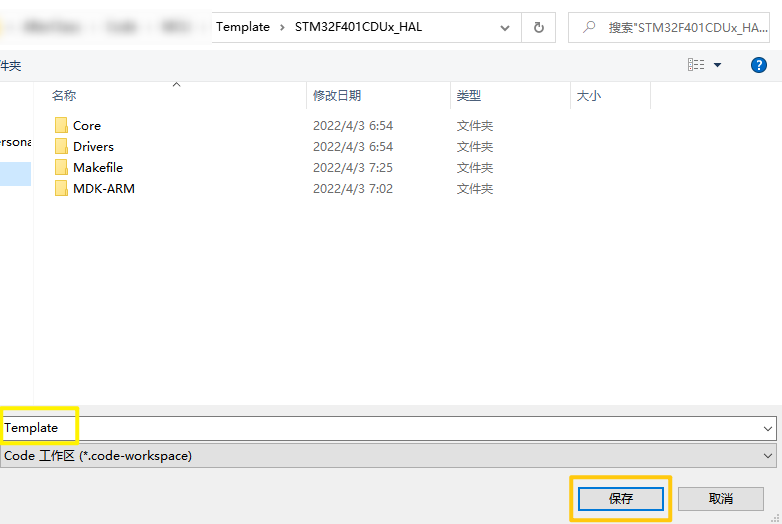 Template > STM32F401CDUx_HAL
搜索"STM32F401CDUx_HA...
件夹
?
名称 修改日期 类型 大小
Core 2022/4/3 6:54 文件夹
Drivers 2022/4/3 6:54 文件夹
Makefile 2022/4/3 7:25 文件夹
MDK-ARM 2022/4/3 7:02 文件夹
ersona
Template
Code 工作区 (*.code-workspace)
保存 取消